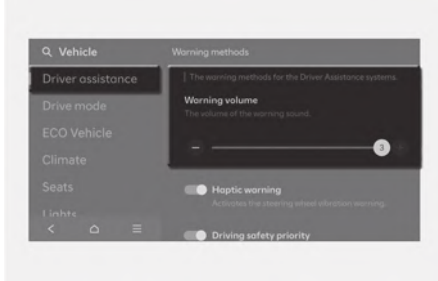 Vehicle
Warning methods
Driver assistance
The warning methods for the Driver Assistance systems.
Drive mode
Warning volume
The volume of the warning sound.
ECO Vehicle
3
Climate
Seats
Haptic warning
Activates the steering wheel vibration warning.
Lights
Driving safety priority